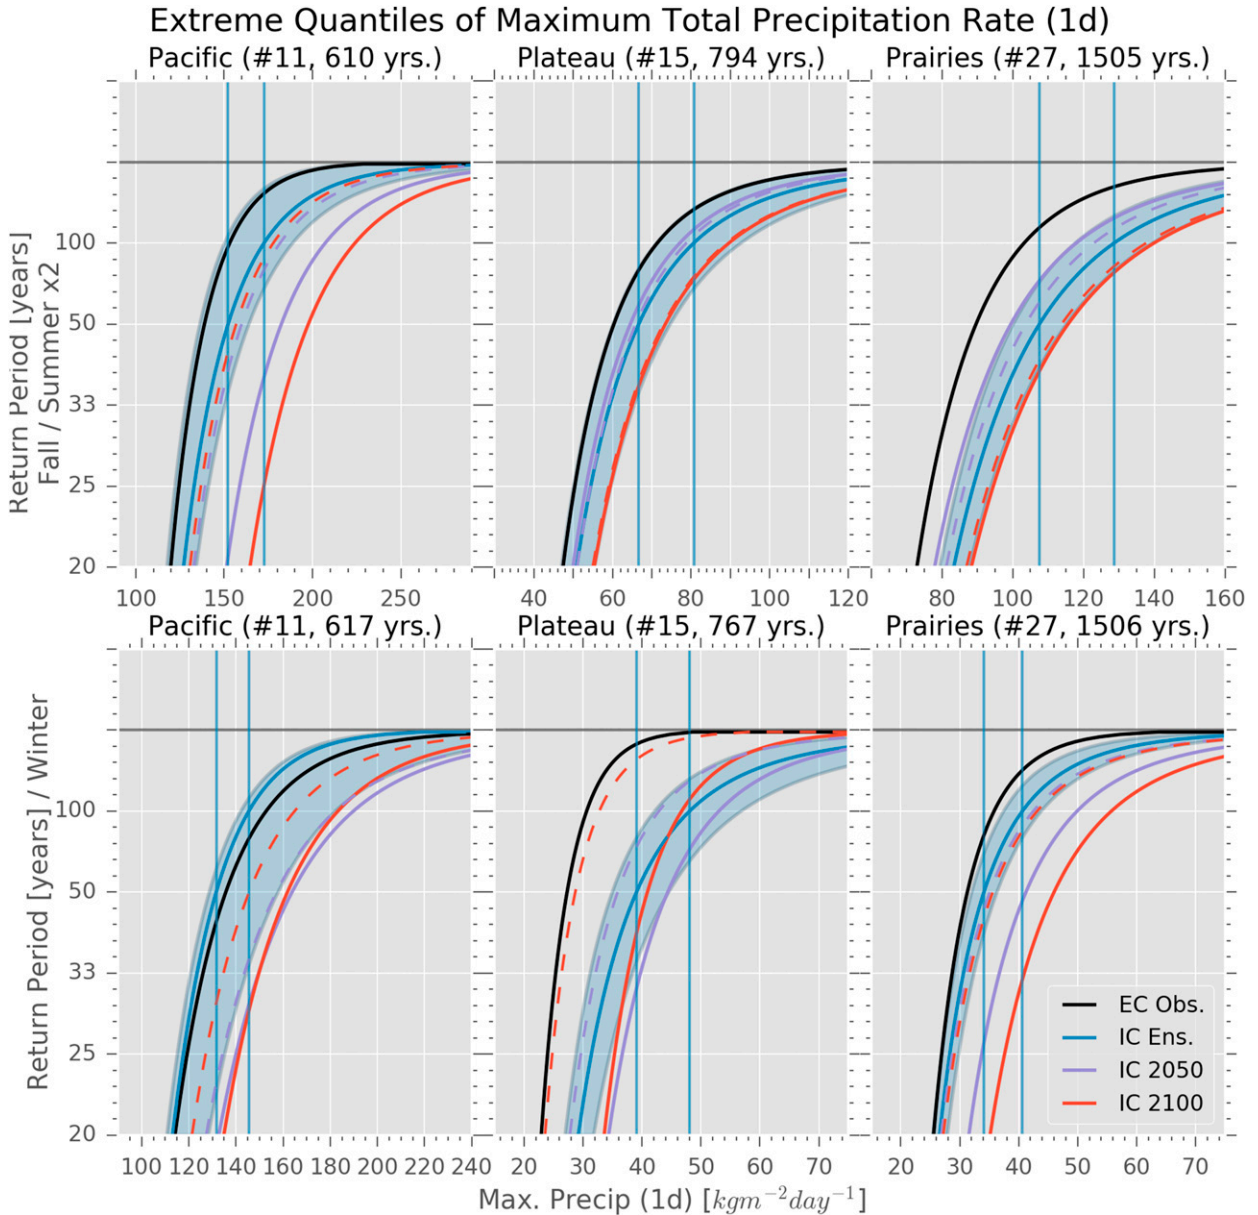 Extreme Quantiles of Maximum Total Precipitation Rate (1d)
Pacific (#11, 610 yrs.) Plateau (#15, 794 yrs.) Prairies (#27, 1505 yrs.)
Return Period [years]
Fall / Summer x2
100
50
33
25
20
100 150 200 250 40 60 80 100 120 80 100 120 140 160
Pacific (#11, 617 yrs.) Plateau (#15, 767 yrs.) Prairies (#27, 1506 yrs.)
Return Period [years] / Winter
100
50
33
25
20
EC Obs.
IC Ens.
IC 2050
IC 2100
100 120 140 160 180 200 220 240 20 30 40 50 60 70 20 30 40 50 60 70
Max. Precip (1d) [kgm⁻²day⁻¹]